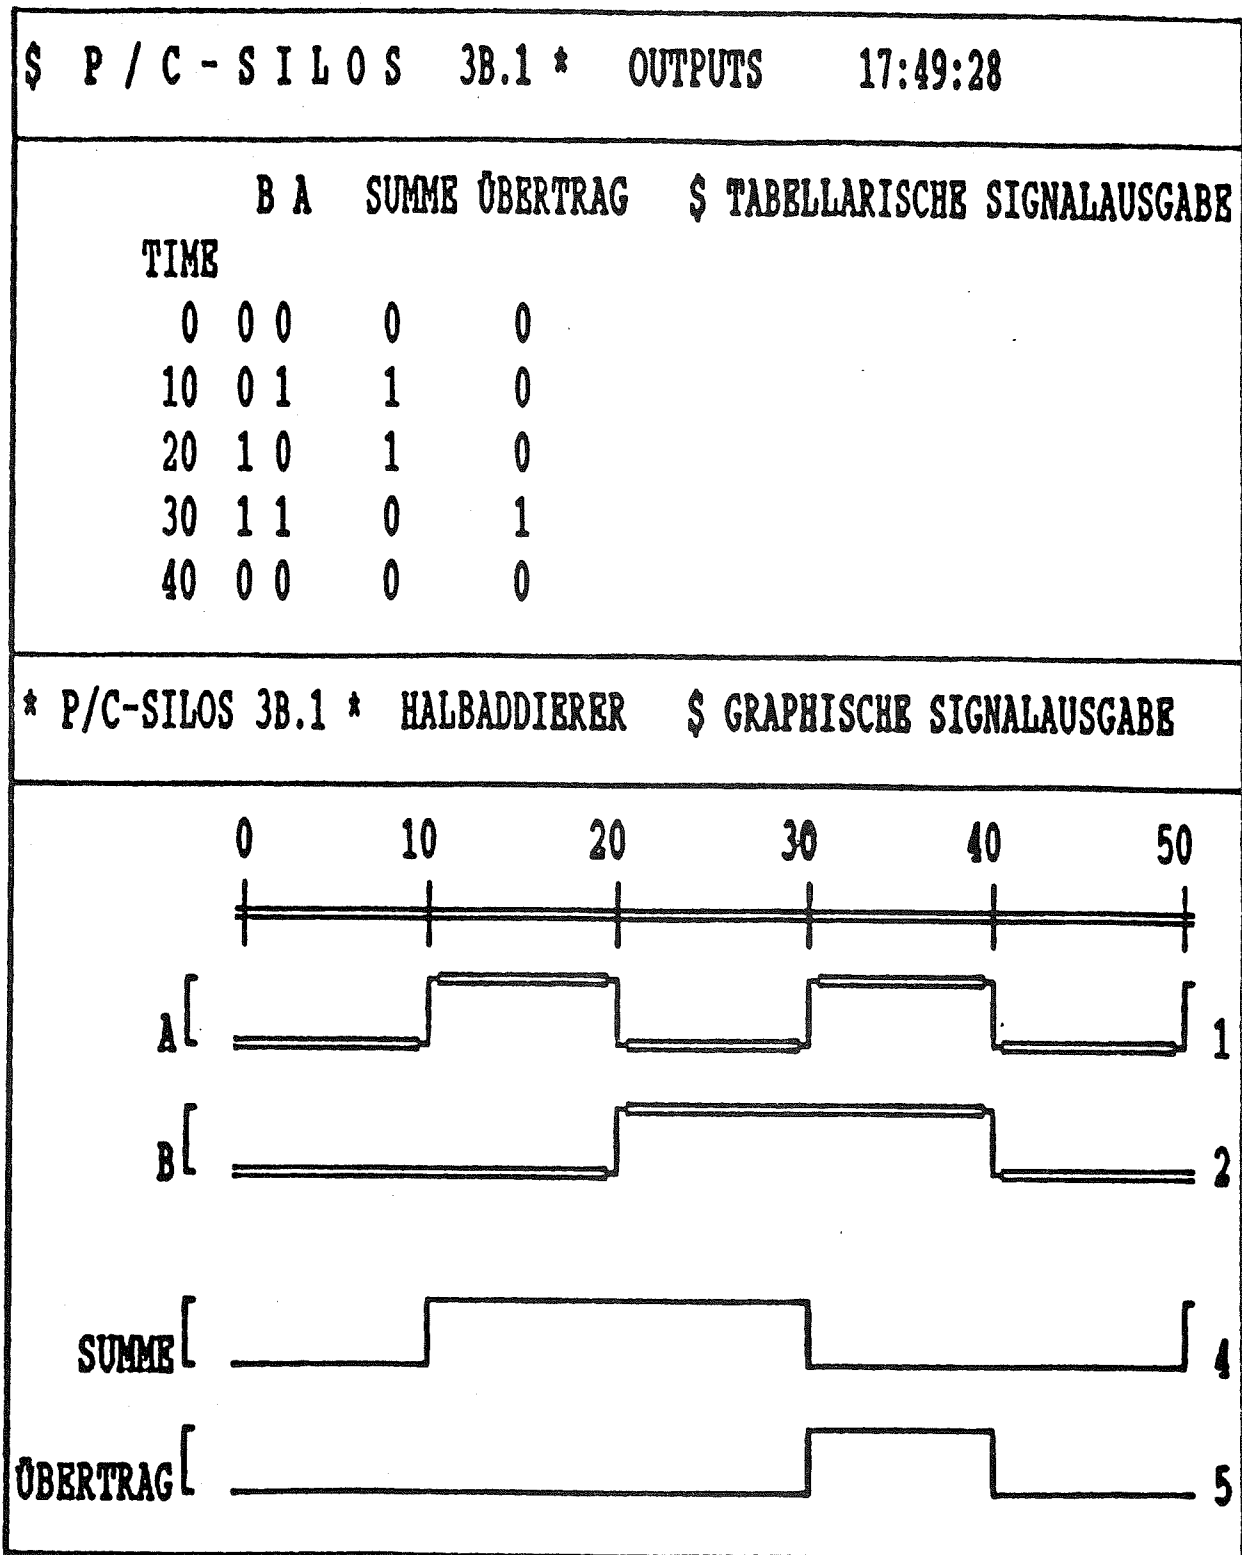 $ P / C - S I L O S 3B.1 * OUTPUTS 17:49:28
B A SUMME ÜBERTRAG $ TABELLARISCHE SIGNALAUSGABE
TIME
0 0 0 0 0
10 0 1 1 0
20 1 0 1 0
30 1 1 0 1
40 0 0 0 0
* P/C-SILOS 3B.1 * HALBADDIERER $ GRAPHISCHE SIGNALAUSGABE
0 10 20 30 40 50
A 1
B 2
SUMME 4
ÜBERTRAG 5